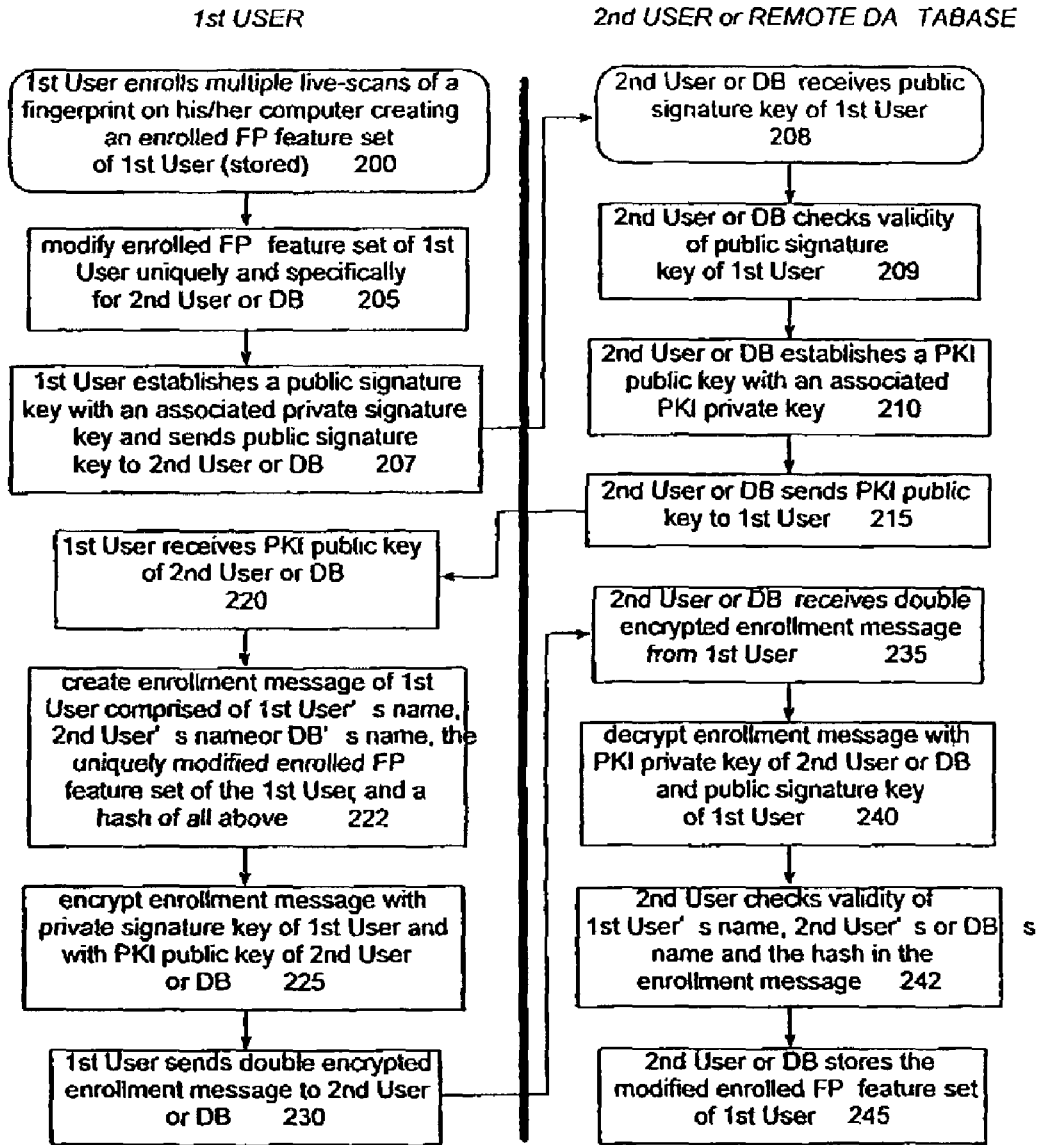 1st USER
1st User enrolls multiple live-scans of a
fingerprint on his/her computer creating
an enrolled FP feature set
of 1st User (stored) 200
modify enrolled FP feature set of 1st
User uniquely and specifically
for 2nd User or DB 205
1st User establishes a public signature
key with an associated private signature
key and sends public signature
key to 2nd User or DB 207
1st User receives PKI public key
of 2nd User or DB
220
create enrollment message of 1st
User comprised of 1st User' s name,
2nd User' s nameor DB' s name, the
uniquely modified enrolled FP
feature set of the 1st User, and a
hash of all above 222
encrypt enrollment message with
private signature key of 1st User and
with PKI public key of 2nd User
or DB 225
1st User sends double encrypted
enrollment message to 2nd User
or DB 230
2nd USER or REMOTE DA TABASE
2nd User or DB receives public
signature key of 1st User
208
2nd User or DB checks validity
of public signature
key of 1st User 209
2nd User or DB establishes a PKI
public key with an associated
PKI private key 210
2nd User or DB sends PKI public
key to 1st User 215
2nd User or DB receives double
encrypted enrollment message
from 1st User 235
decrypt enrollment message with
PKI private key of 2nd User or DB
and public signature key
of 1st User 240
2nd User checks validity of
1st User' s name, 2nd User' s or DB s
name and the hash in the
enrollment message 242
2nd User or DB stores the
modified enrolled FP feature set
of 1st User 245